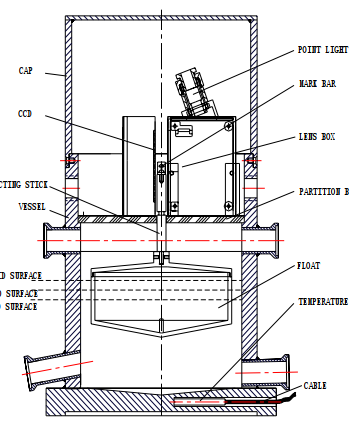 POINT LIGHT
CAP
MARK BAR
CCD
LENS BOX
CTING STICK
PARTITION B
VESSEL
FLOAT
D SURFACE
SURFACE
SURFACE
TEMPERATURE
CABLE